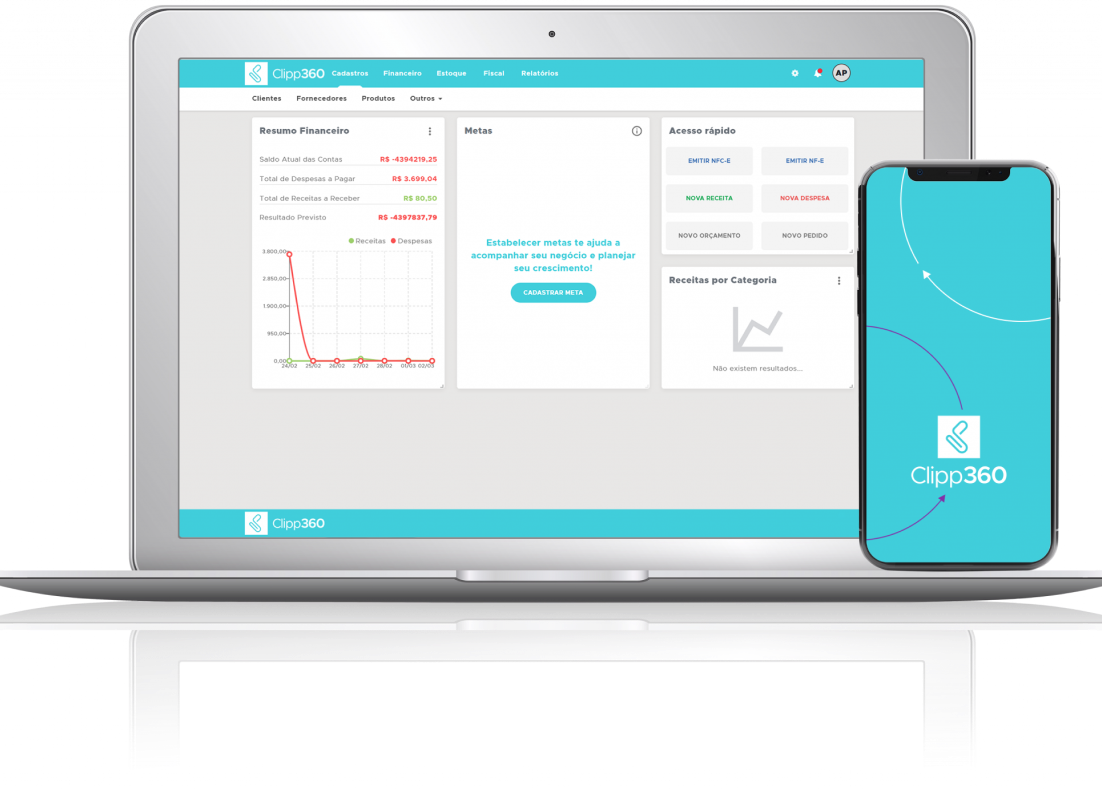 Clipp360 Cadastros Financeiro Estoque Fiscal Relatórios AP
Clientes Fornecedores Produtos Outros
Resumo Financeiro
Saldo Atual das Contas R$ -4394219,25
Total de Despesas a Pagar R$ 3.699,04
Total de Receitas a Receber R$ 60,50
Resultado Previsto R$ -4397837,79
Receitas Despesas
3.800,00
2.850,00
1.900,00
950,00
0,00
24/02 25/02 26/02 27/02 28/02 01/03 02/03
Metas
Estabelecer metas te ajuda a
acompanhar seu negócio e planejar
seu crescimento!
CADASTRAR META
Acesso rápido
EMITIR NFC-E EMITIR NF-E
NOVA RECEITA NOVA DESPESA
NOVO ORÇAMENTO NOVO PEDIDO
Receitas por Categoria
Não existem resultados...
Clipp360
Clipp360